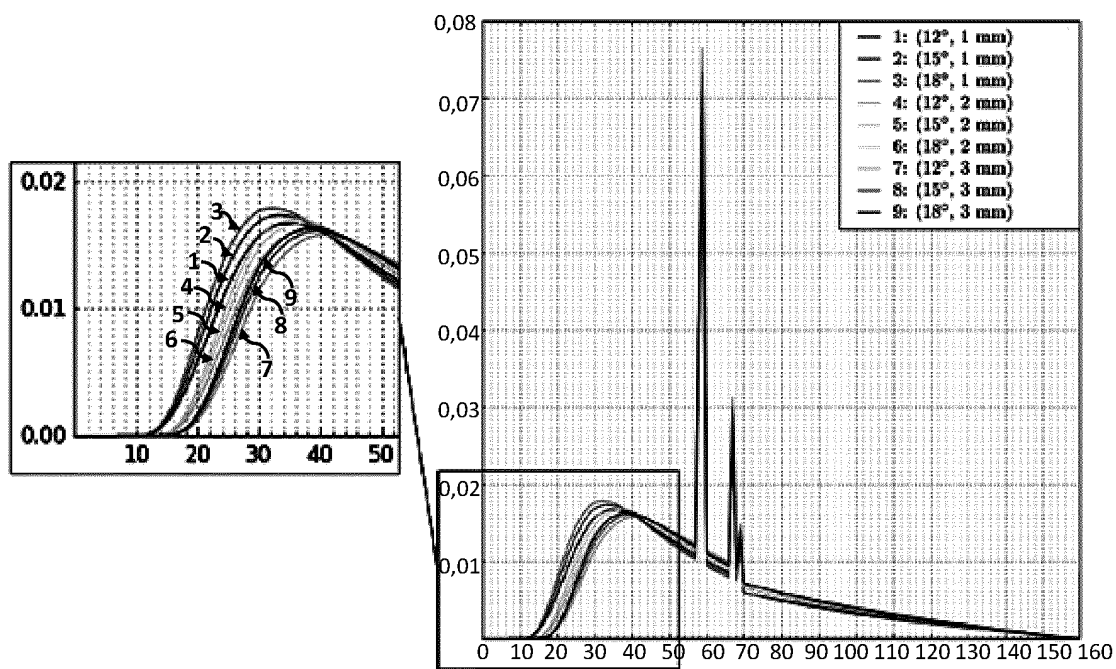 0,08
0,07
0,06
0,05
0,04
0,03
0,02
0,01
0 10 20 30 40 50 60 70 80 90 100 110 120 130 140 150 160
1: (12°, 1 mm)
2: (15°, 1 mm)
3: (18°, 1 mm)
4: (12°, 2 mm)
5: (15°, 2 mm)
6: (18°, 2 mm)
7: (12°, 3 mm)
8: (15°, 3 mm)
9: (18°, 3 mm)
0.02
0.01
0.00
10 20 30 40 50
3
2
1
4
5
6
9
8
7